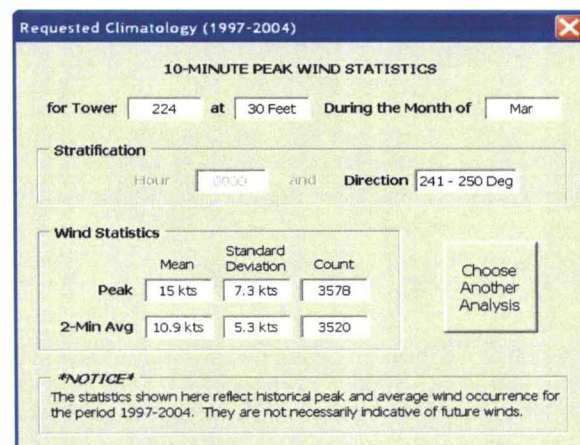 Requested Climatology (1997-2004)
10-MINUTE PEAK WIND STATISTICS
for Tower 224 at 30 Feet During the Month of Mar
Stratification
Hour 0000 and Direction 241 - 250 Deg
Wind Statistics
Mean Standard Deviation Count
Peak 15 kts 7.3 kts 3578
2-Min Avg 10.9 kts 5.3 kts 3520
Choose
Another
Analysis
*NOTICE*
The statistics shown here reflect historical peak and average wind occurrence for
the period 1997-2004. They are not necessarily indicative of future winds.